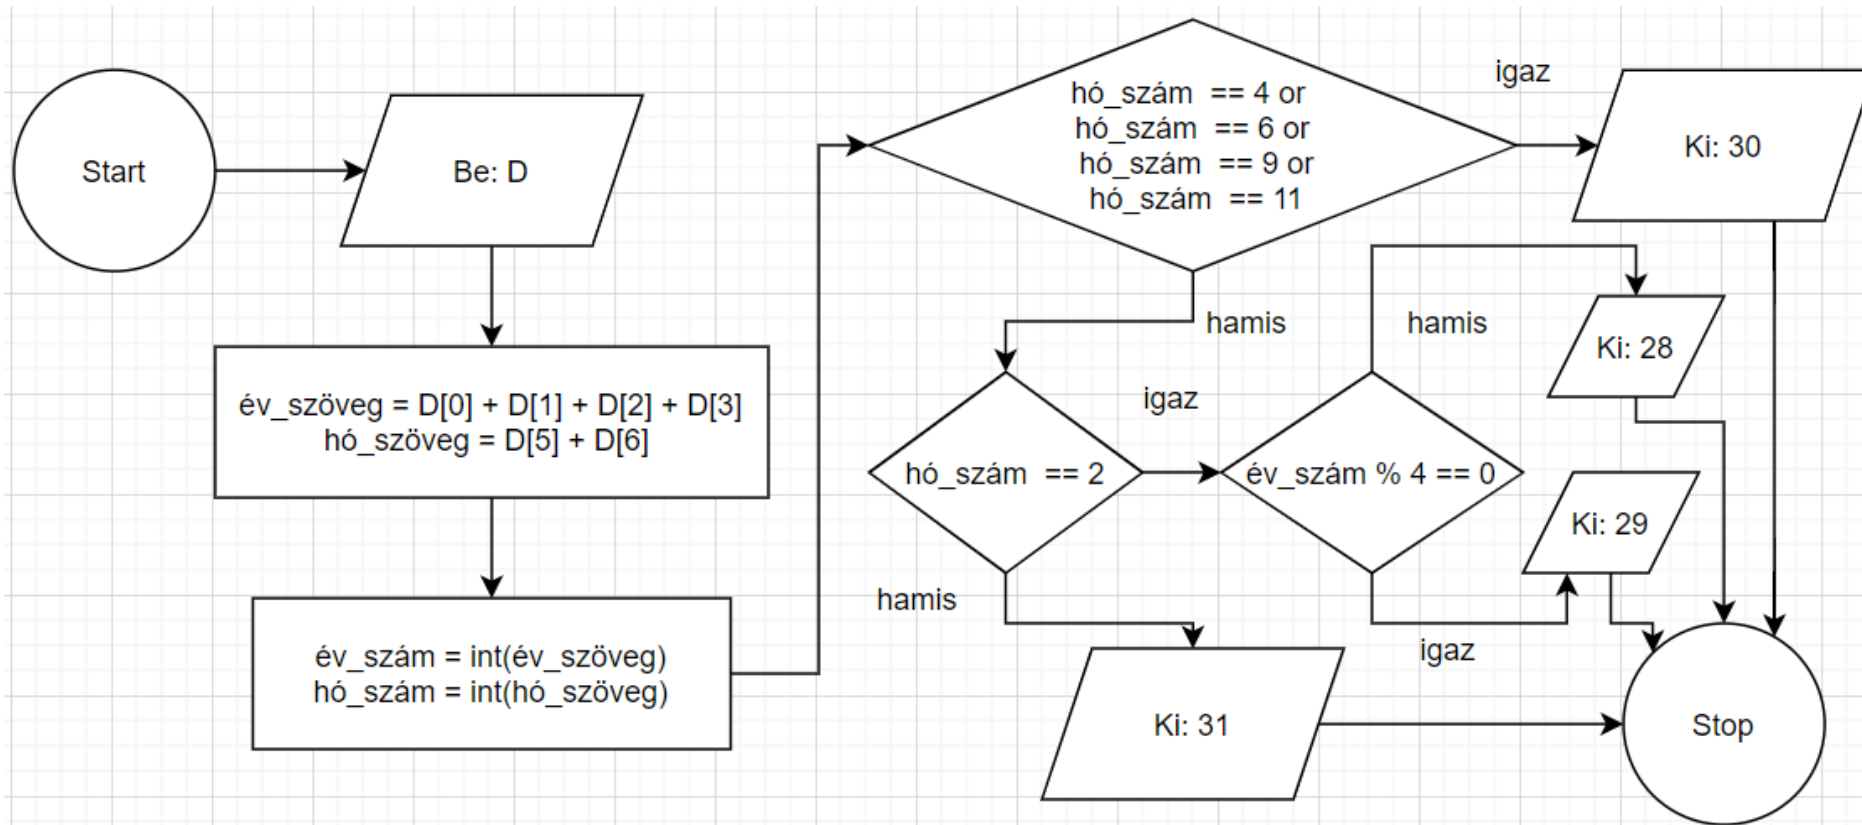 Start
Be: D
év_szöveg = D[0] + D[1] + D[2] + D[3]
hó_szöveg = D[5] + D[6]
év_szám = int(év_szöveg)
hó_szám = int(hó_szöveg)
hó_szám == 4 or
hó_szám == 6 or
hó_szám == 9 or
hó_szám == 11
igaz
Ki: 30
hamis
hó_szám == 2
igaz
év_szám % 4 == 0
hamis
Ki: 28
igaz
Ki: 29
hamis
Ki: 31
Stop